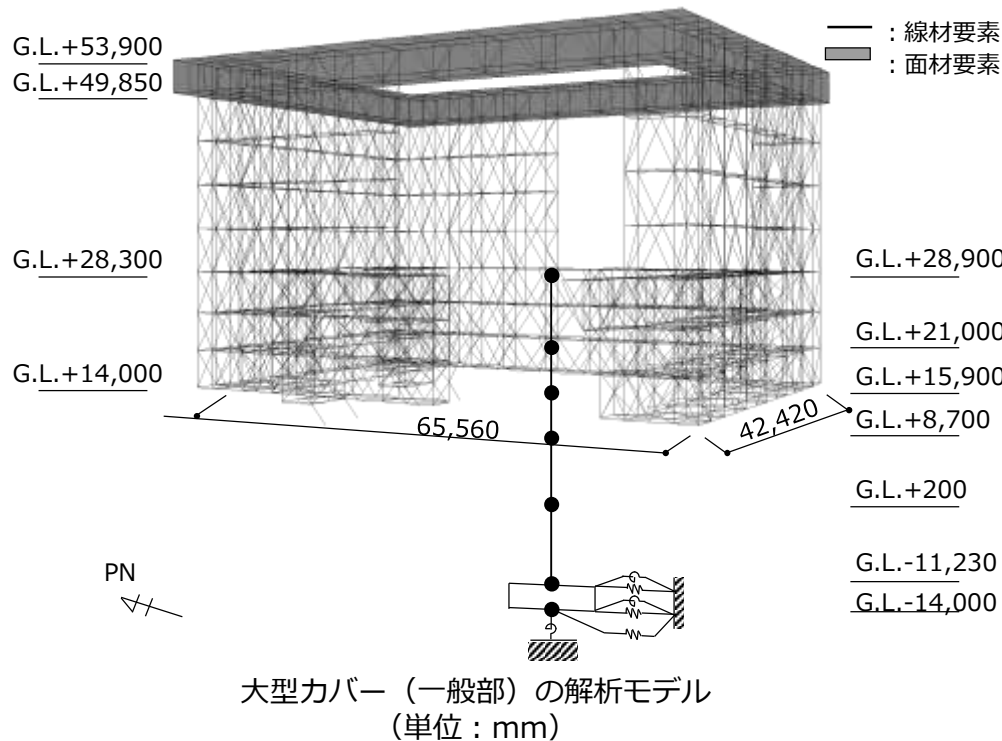 G.L.+53,900
G.L.+49,850
G.L.+28,300
G.L.+14,000
：線材要素
：面材要素
G.L.+28,900
G.L.+21,000
G.L.+15,900
G.L.+8,700
G.L.+200
G.L.-11,230
G.L.-14,000
65,560
42,420
PN
大型カバー（一般部）の解析モデル
（単位：mm）